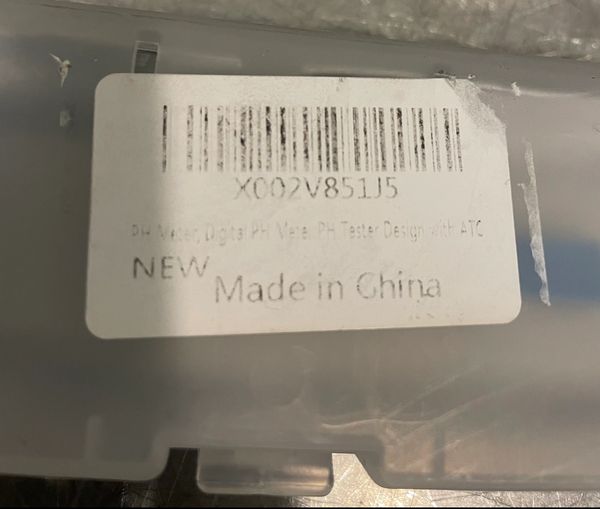 X002V851J5
PH Meter, Digital PH Meter PH Tester Design with ATC
NEW
Made in China